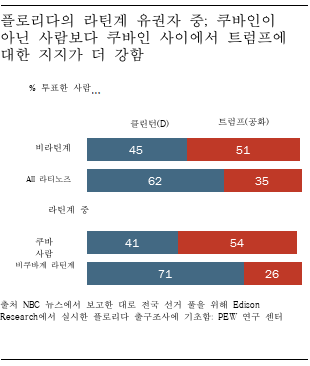 플로리다의 라틴계 유권자 중; 쿠바인이
아닌 사람보다 쿠바인 사이에서 트럼프에
대한 지지가 더 강함
% 투표한 사람...
클린턴(D) 트럼프(공화)
비라틴계 45 51
All 라티노즈 62 35
라틴계 중
쿠바
사람 41 54
비쿠바계 라틴계 71 26
출처 NBC 뉴스에서 보고한 대로 전국 선거 풀을 위해 Edison
Research에서 실시한 플로리다 출구조사에 기초함: PEW 연구 센터